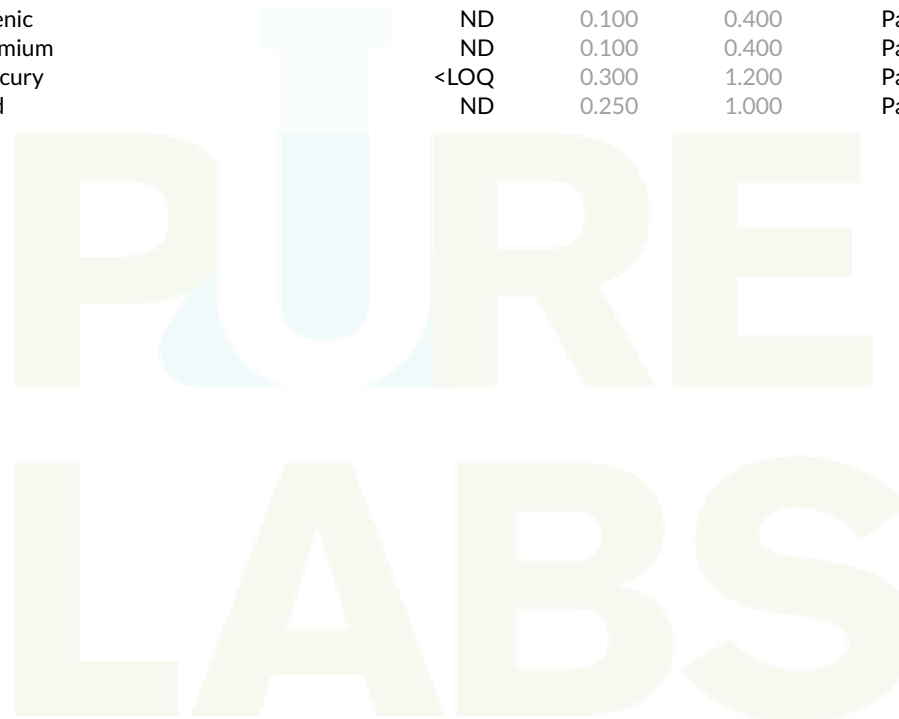 enic ND 0.100 0.400 Pa
mium ND 0.100 0.400 Pa
cury <LOQ 0.300 1.200 Pa
d ND 0.250 1.000 Pa
PURE
LABS